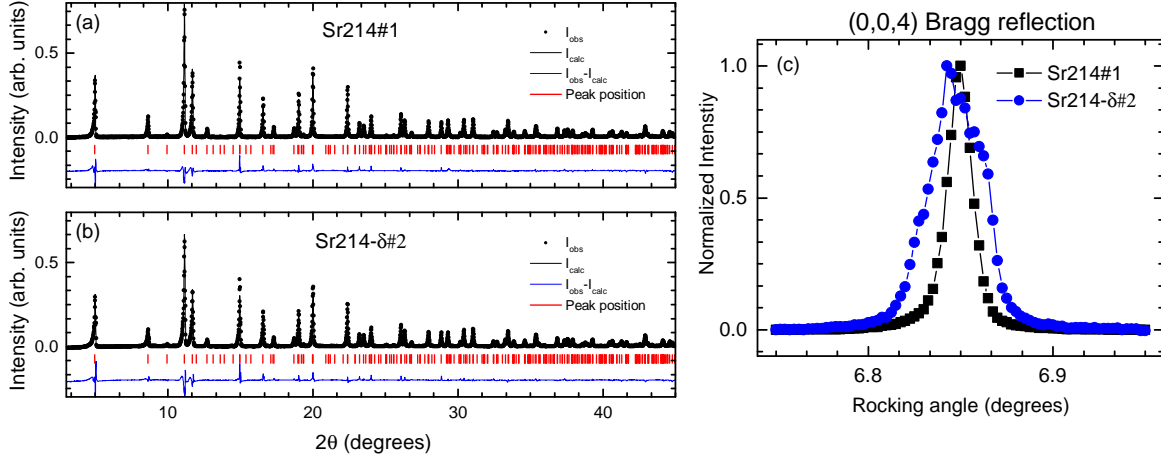 (a)
Sr214#1
I_obs
I_calc
I_obs-I_calc
Peak position
0.5
0.0
Intensity (arb. units)
(b)
Sr214-δ#2
I_obs
I_calc
I_obs-I_calc
Peak position
0.5
0.0
Intensity (arb. units)
10 20 30 40
2θ (degrees)
(0,0,4) Bragg reflection
(c)
Sr214#1
Sr214-δ#2
1.0
0.5
0.0
Normalized Intenstiy
6.8 6.9
Rocking angle (degrees)